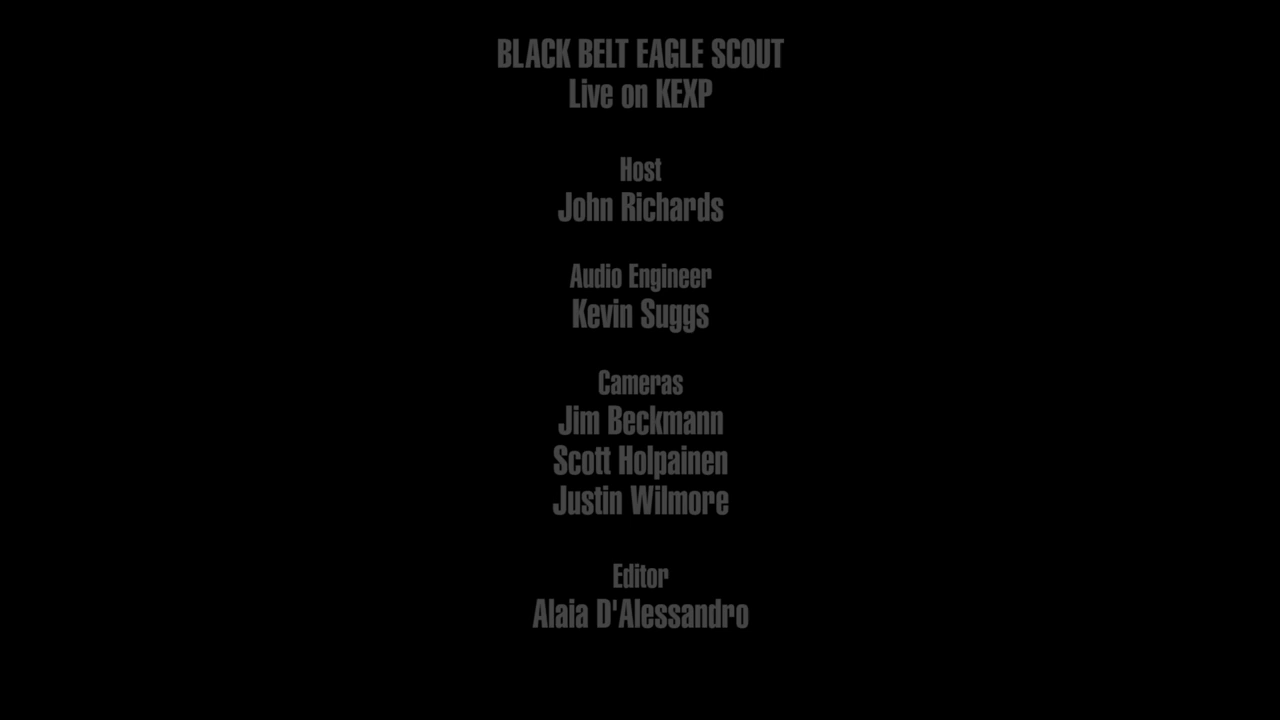 BLACK BELT EAGLE SCOUT
Live on KEXP
Host
John Richards
Audio Engineer
Kevin Suggs
Cameras
Jim Beckmann
Scott Holpainen
Justin Wilmore
Editor
Alaia D'Alessandro